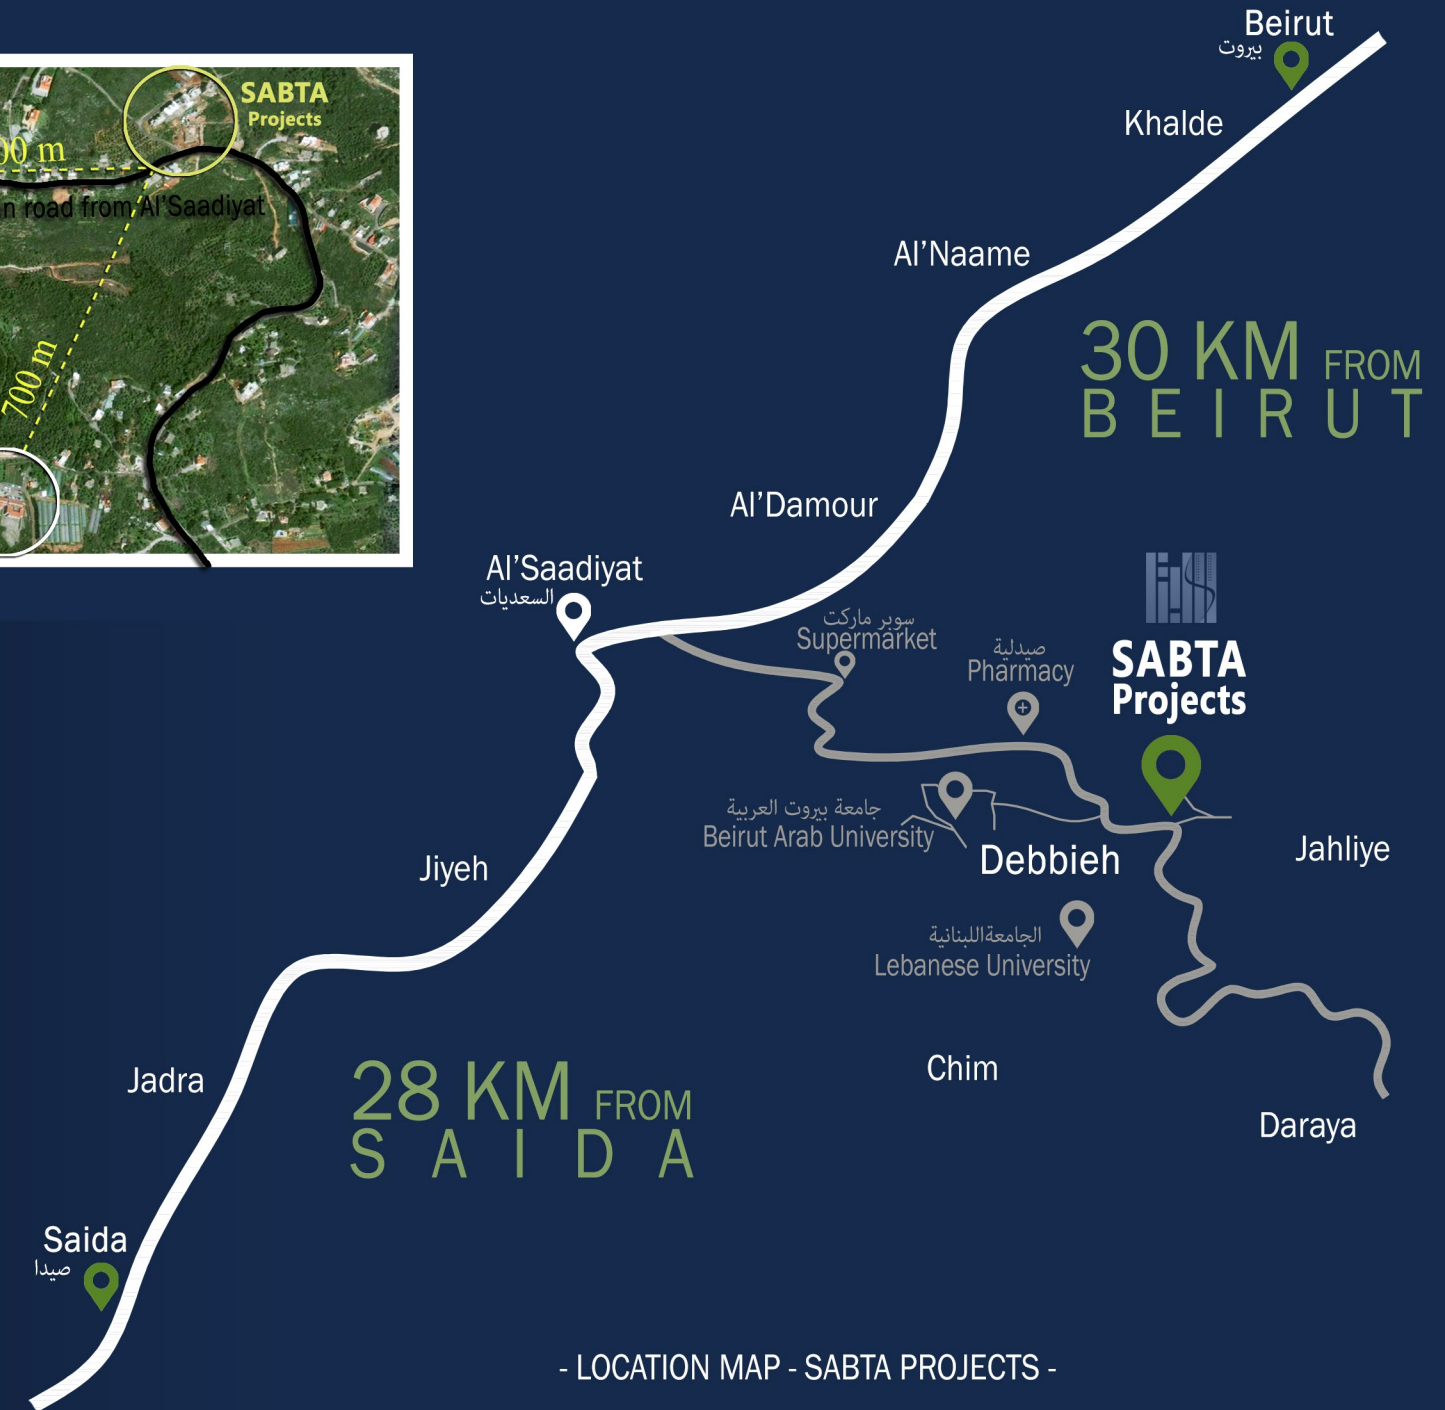 Beirut
بيروت
Khalde
SABTA
Projects
00 m
n road from Al'Saadiyat
700 m
Al'Naame
30 KM FROM
BEIRUT
Al'Damour
Al'Saadiyat
السعديات
سوبر ماركت
Supermarket
صيدلية
Pharmacy
SABTA
Projects
جامعة بيروت العربية
Beirut Arab University
Debbieh
Jahliye
Jiyeh
الجامعةاللبنانية
Lebanese University
Chim
Jadra
28 KM FROM
SAIDA
Daraya
Saida
صيدا
- LOCATION MAP - SABTA PROJECTS -